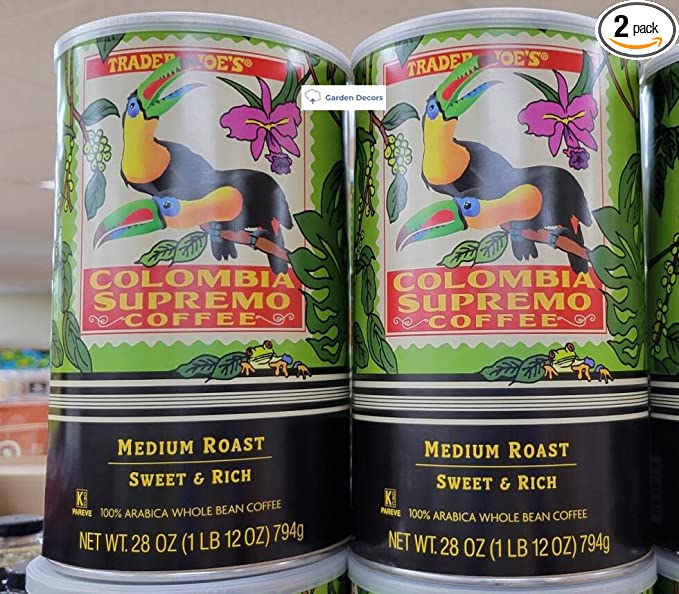 2 pack
Garden Decors
TRADER JOE'S®
COLOMBIA
SUPREMO
COFFEE
MEDIUM ROAST
SWEET & RICH
K
PAREVE
100% ARABICA WHOLE BEAN COFFEE
NET WT. 28 OZ (1 LB 12 OZ) 794g
TRADER JOE'S®
COLOMBIA
SUPREMO
COFFEE
MEDIUM ROAST
SWEET & RICH
K
PAREVE
100% ARABICA WHOLE BEAN COFFEE
NET WT. 28 OZ (1 LB 12 OZ) 794g